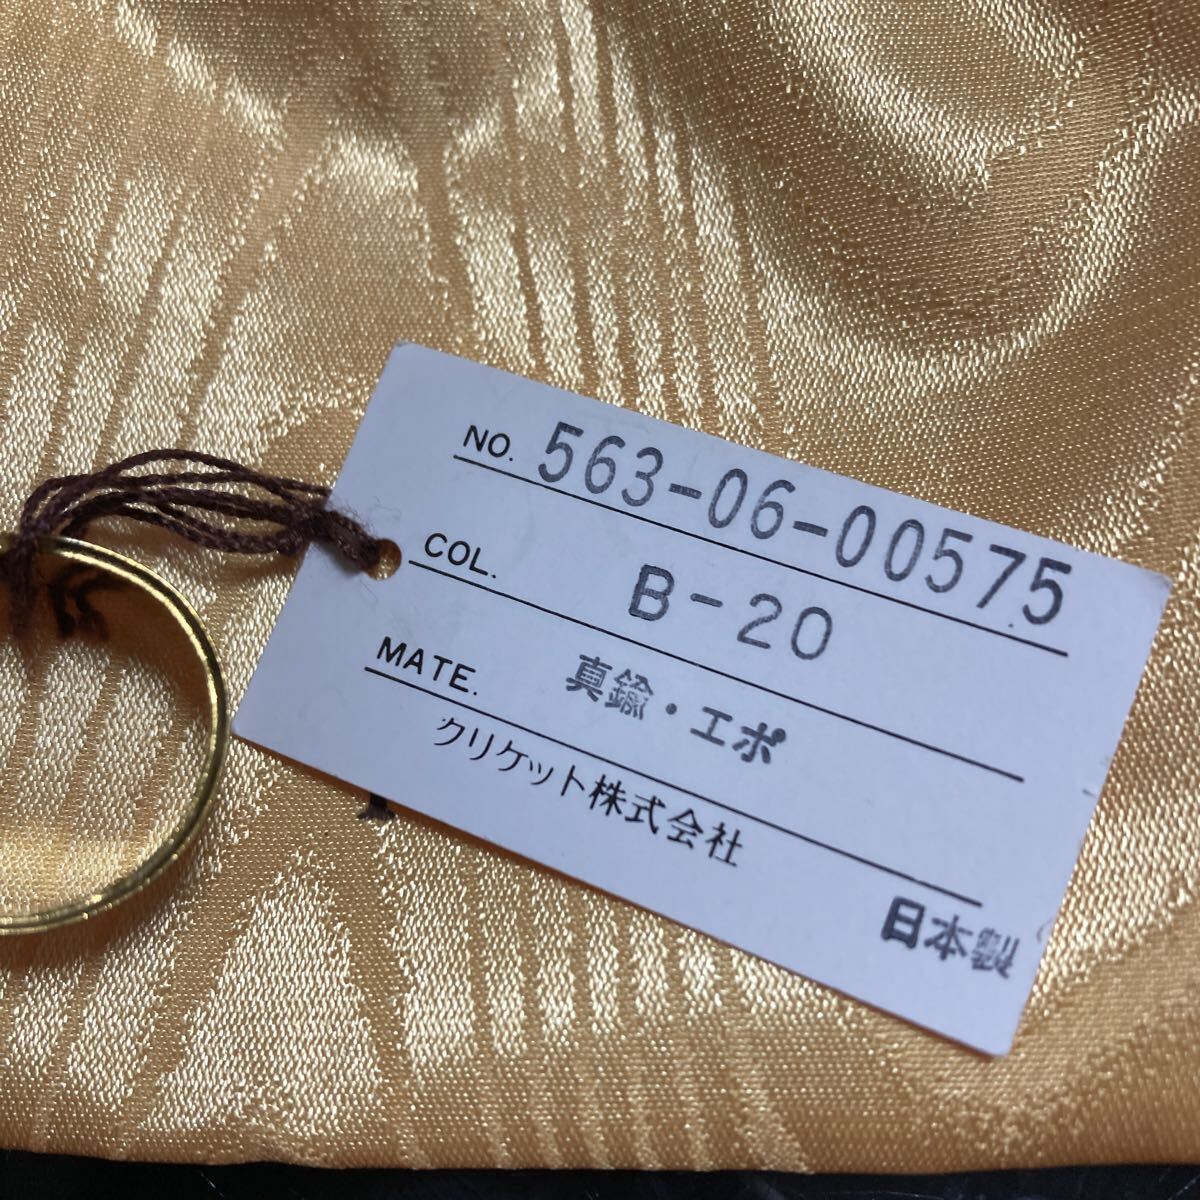 NO. 563-06-00575
COL. B-20
MATE. 真鍮・エポ
クリケット株式会社
日本製